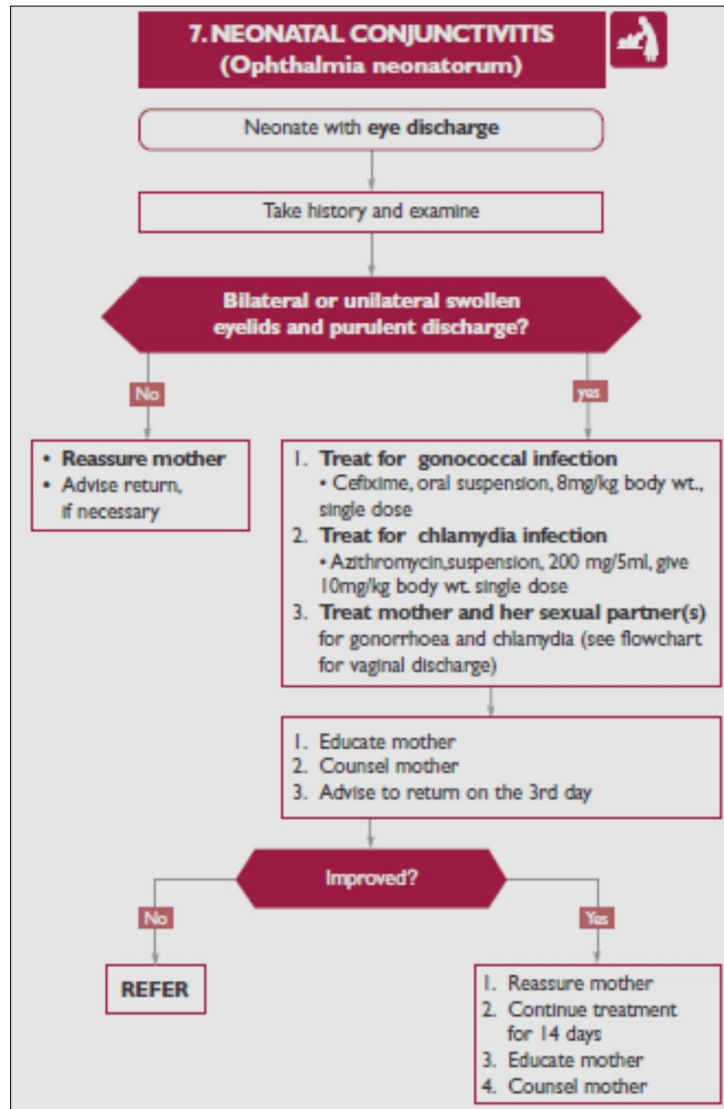 7. NEONATAL CONJUNCTIVITIS
(Ophthalmia neonatorum)
Neonate with eye discharge
Take history and examine
Bilateral or unilateral swollen
eyelids and purulent discharge?
No
yes
• Reassure mother
• Advise return,
if necessary
1. Treat for gonococcal infection
• Cefixime, oral suspension, 8mg/kg body wt.,
single dose
2. Treat for chlamydia infection
• Azithromycin,suspension, 200 mg/5ml, give
10mg/kg body wt. single dose
3. Treat mother and her sexual partner(s)
for gonorrhoea and chlamydia (see flowchart
for vaginal discharge)
1. Educate mother
2. Counsel mother
3. Advise to return on the 3rd day
Improved?
No
Yes
REFER
1. Reassure mother
2. Continue treatment
for 14 days
3. Educate mother
4. Counsel mother